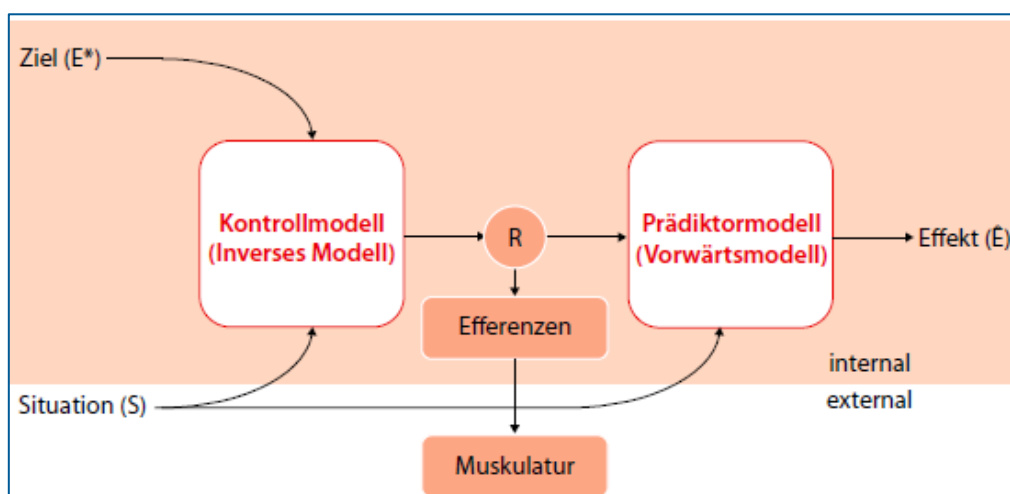 Ziel (E*)
Kontrollmodell
(Inverses Modell)
R
Prädiktormodell
(Vorwärtsmodell)
Effekt (Ê)
Efferenzen
internal
external
Situation (S)
Muskulatur